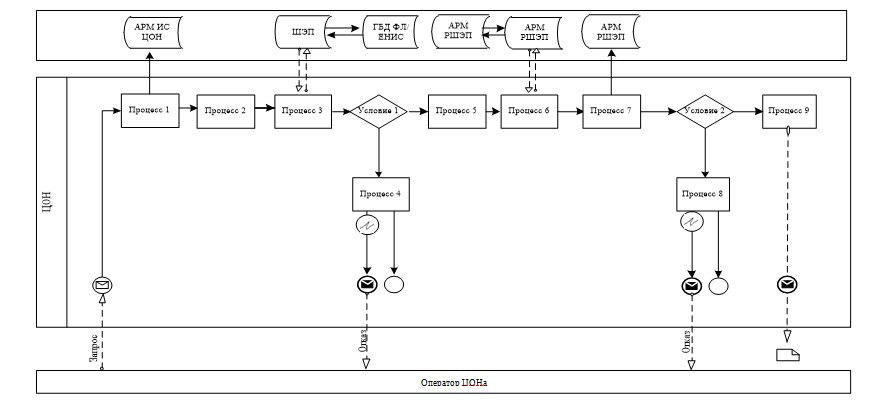 АРМ ИС
ЦОН
ШЭП
ГБД ФЛ/
ЕНИС
АРМ
РШЭП
АРМ
РШЭП
АРМ
РШЭП
ЦОН
Процесс 1
Процесс 2
Процесс 3
Условие 1
Процесс 5
Процесс 6
Процесс 7
Условие 2
Процесс 9
Процесс 4
Процесс 8
Запрос
Отказ
Отказ
Оператор ЦОНа